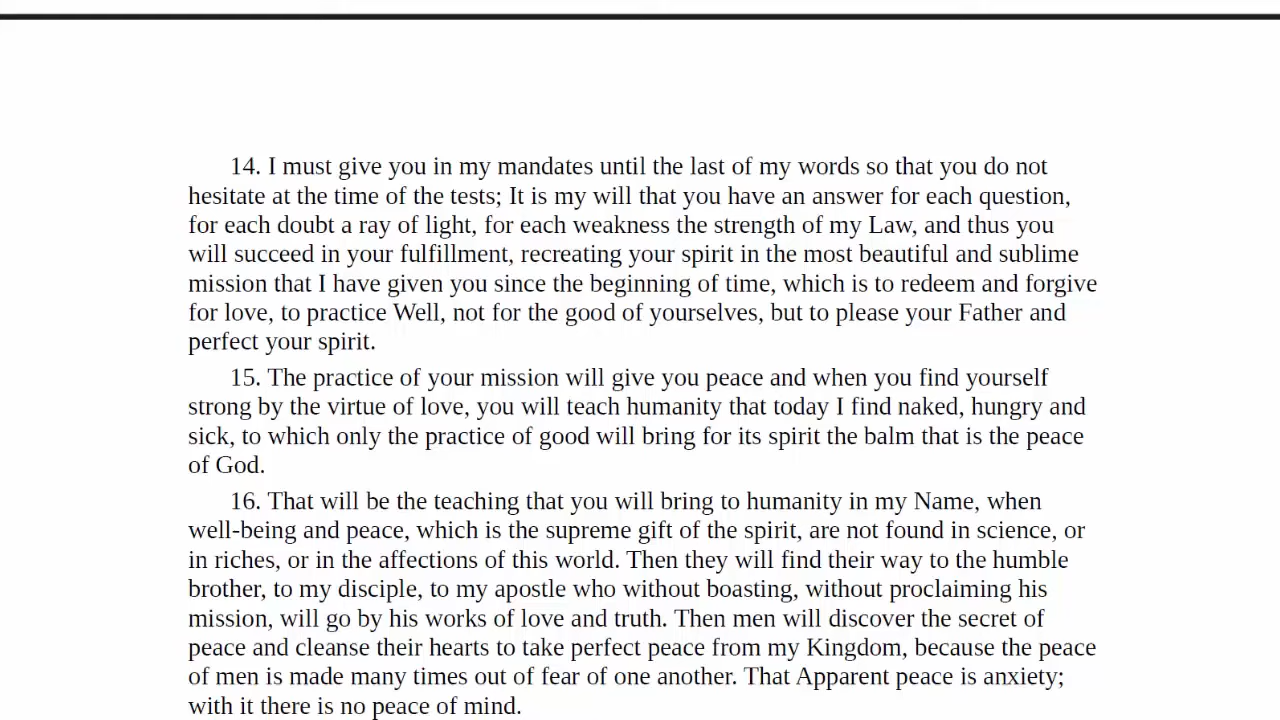 14. I must give you in my mandates until the last of my words so that you do not
hesitate at the time of the tests; It is my will that you have an answer for each question,
for each doubt a ray of light, for each weakness the strength of my Law, and thus you
will succeed in your fulfillment, recreating your spirit in the most beautiful and sublime
mission that I have given you since the beginning of time, which is to redeem and forgive
for love, to practice Well, not for the good of yourselves, but to please your Father and
perfect your spirit.
15. The practice of your mission will give you peace and when you find yourself
strong by the virtue of love, you will teach humanity that today I find naked, hungry and
sick, to which only the practice of good will bring for its spirit the balm that is the peace
of God.
16. That will be the teaching that you will bring to humanity in my Name, when
well-being and peace, which is the supreme gift of the spirit, are not found in science, or
in riches, or in the affections of this world. Then they will find their way to the humble
brother, to my disciple, to my apostle who without boasting, without proclaiming his
mission, will go by his works of love and truth. Then men will discover the secret of
peace and cleanse their hearts to take perfect peace from my Kingdom, because the peace
of men is made many times out of fear of one another. That Apparent peace is anxiety;
with it there is no peace of mind.